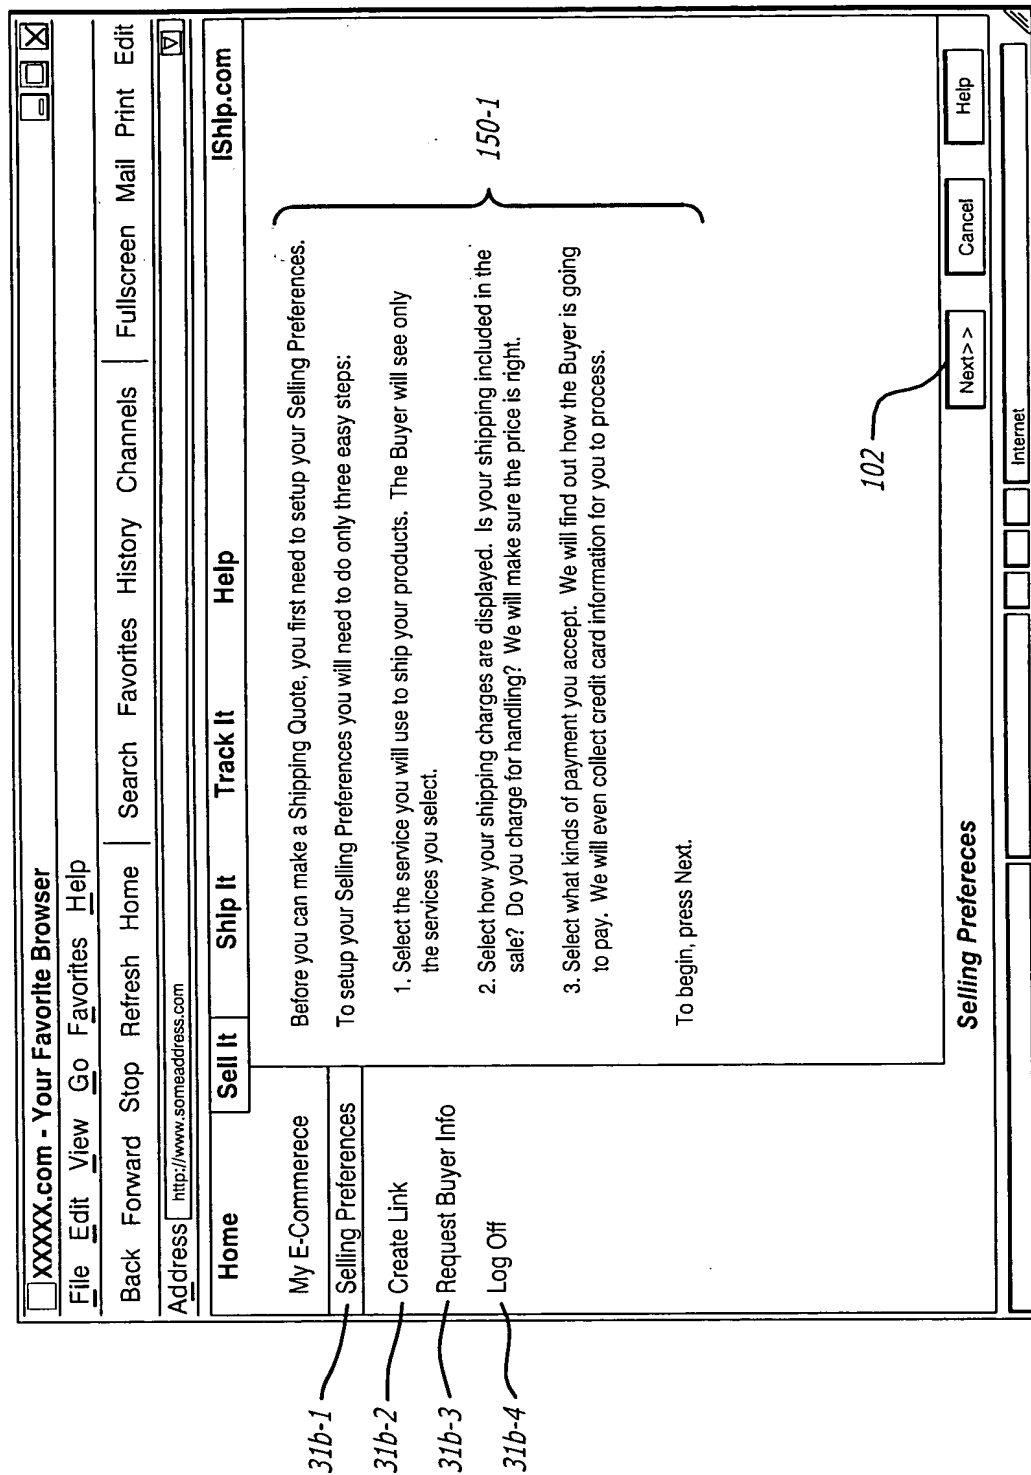 XXXXX.com - Your Favorite Browser
File Edit View Go Favorites Help
Back Forward Stop Refresh Home Search Favorites History Channels Fullscreen Mail Print Edit
Address http://www.someaddress.com
Home Sell It Ship It Track It Help IShip.com
My E-Commerece
31b-1 Selling Preferences
31b-2 Create Link
31b-3 Request Buyer Info
31b-4 Log Off
Before you can make a Shipping Quote, you first need to setup your Selling Preferences.
To setup your Selling Preferences you will need to do only three easy steps:
1. Select the service you will use to ship your products. The Buyer will see only
the services you select.
2. Select how your shipping charges are displayed. Is your shipping included in the
sale? Do you charge for handling? We will make sure the price is right.
3. Select what kinds of payment you accept. We will find out how the Buyer is going
to pay. We will even collect credit card information for you to process.
150-1
To begin, press Next.
102
Selling Prefereces
Next>> Cancel Help
Internet